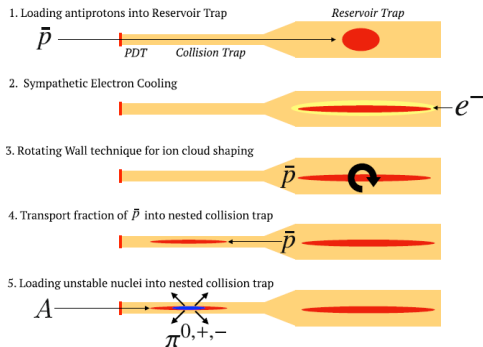 1. Loading antiprotons into Reservoir Trap
Reservoir Trap
p̄
PDT
Collision Trap
2. Sympathetic Electron Cooling
e⁻
3. Rotating Wall technique for ion cloud shaping
p̄
4. Transport fraction of p̄ into nested collision trap
p̄
5. Loading unstable nuclei into nested collision trap
A
π⁰,⁺,⁻